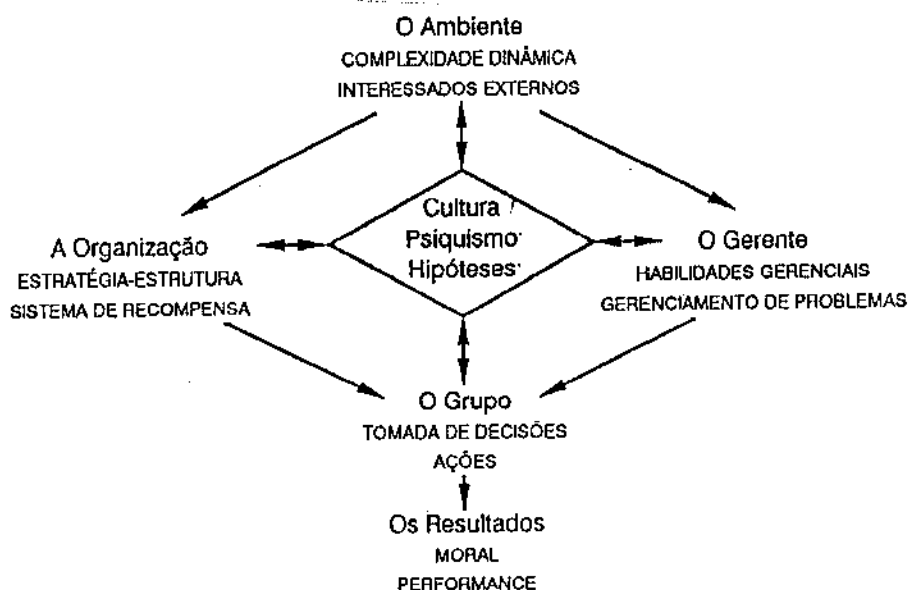 O Ambiente
COMPLEXIDADE DINÂMICA
INTERESSADOS EXTERNOS
Cultura
Psiquismo
Hipóteses
A Organização
ESTRATÉGIA-ESTRUTURA
SISTEMA DE RECOMPENSA
O Gerente
HABILIDADES GERENCIAIS
GERENCIAMENTO DE PROBLEMAS
O Grupo
TOMADA DE DECISÕES
AÇÕES
Os Resultados
MORAL
PERFORMANCE